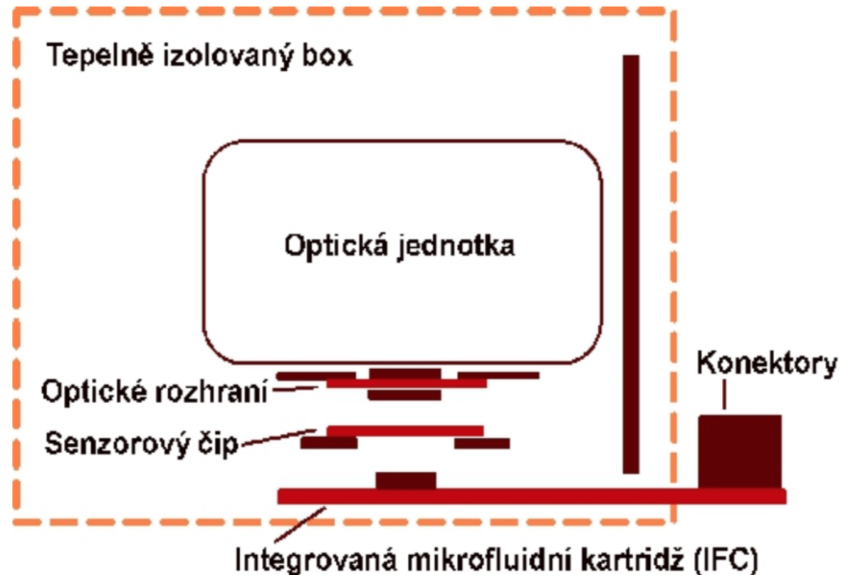 Tepelně izolovaný box
Optická jednotka
Konektory
Optické rozhraní
Senzorový čip
Integrovaná mikrofluidní kartridž (IFC)